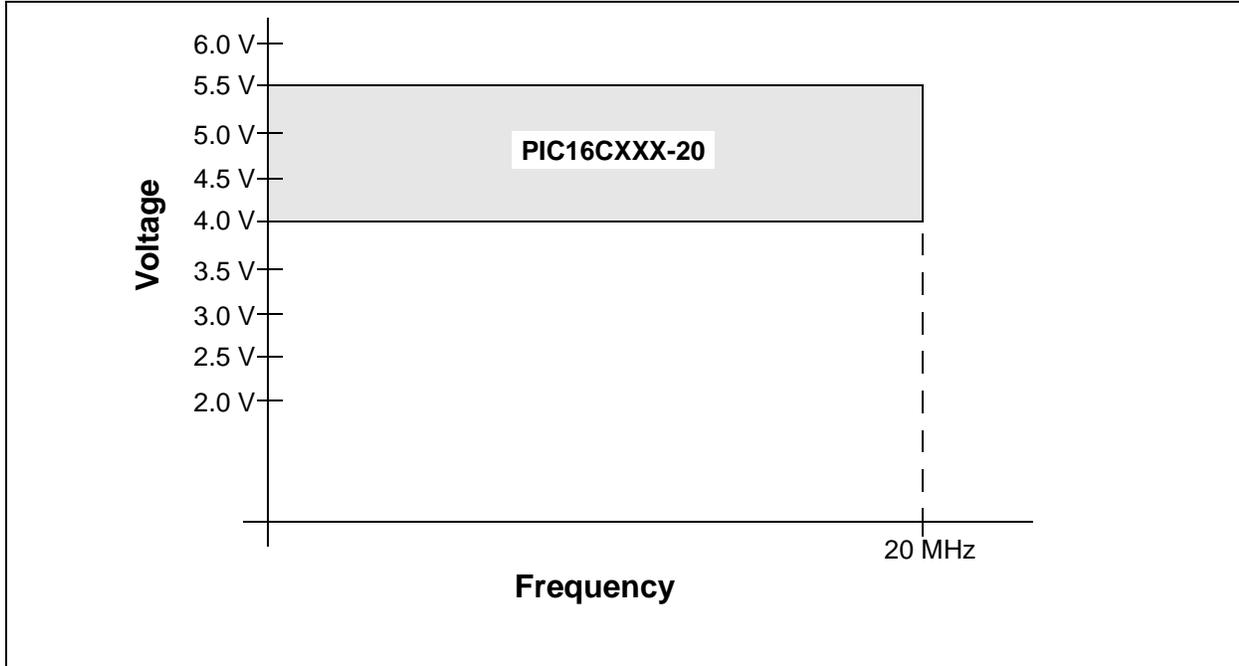 6.0 V
5.5 V
5.0 V
4.5 V
4.0 V
3.5 V
3.0 V
2.5 V
2.0 V
Voltage
PIC16CXXX-20
20 MHz
Frequency